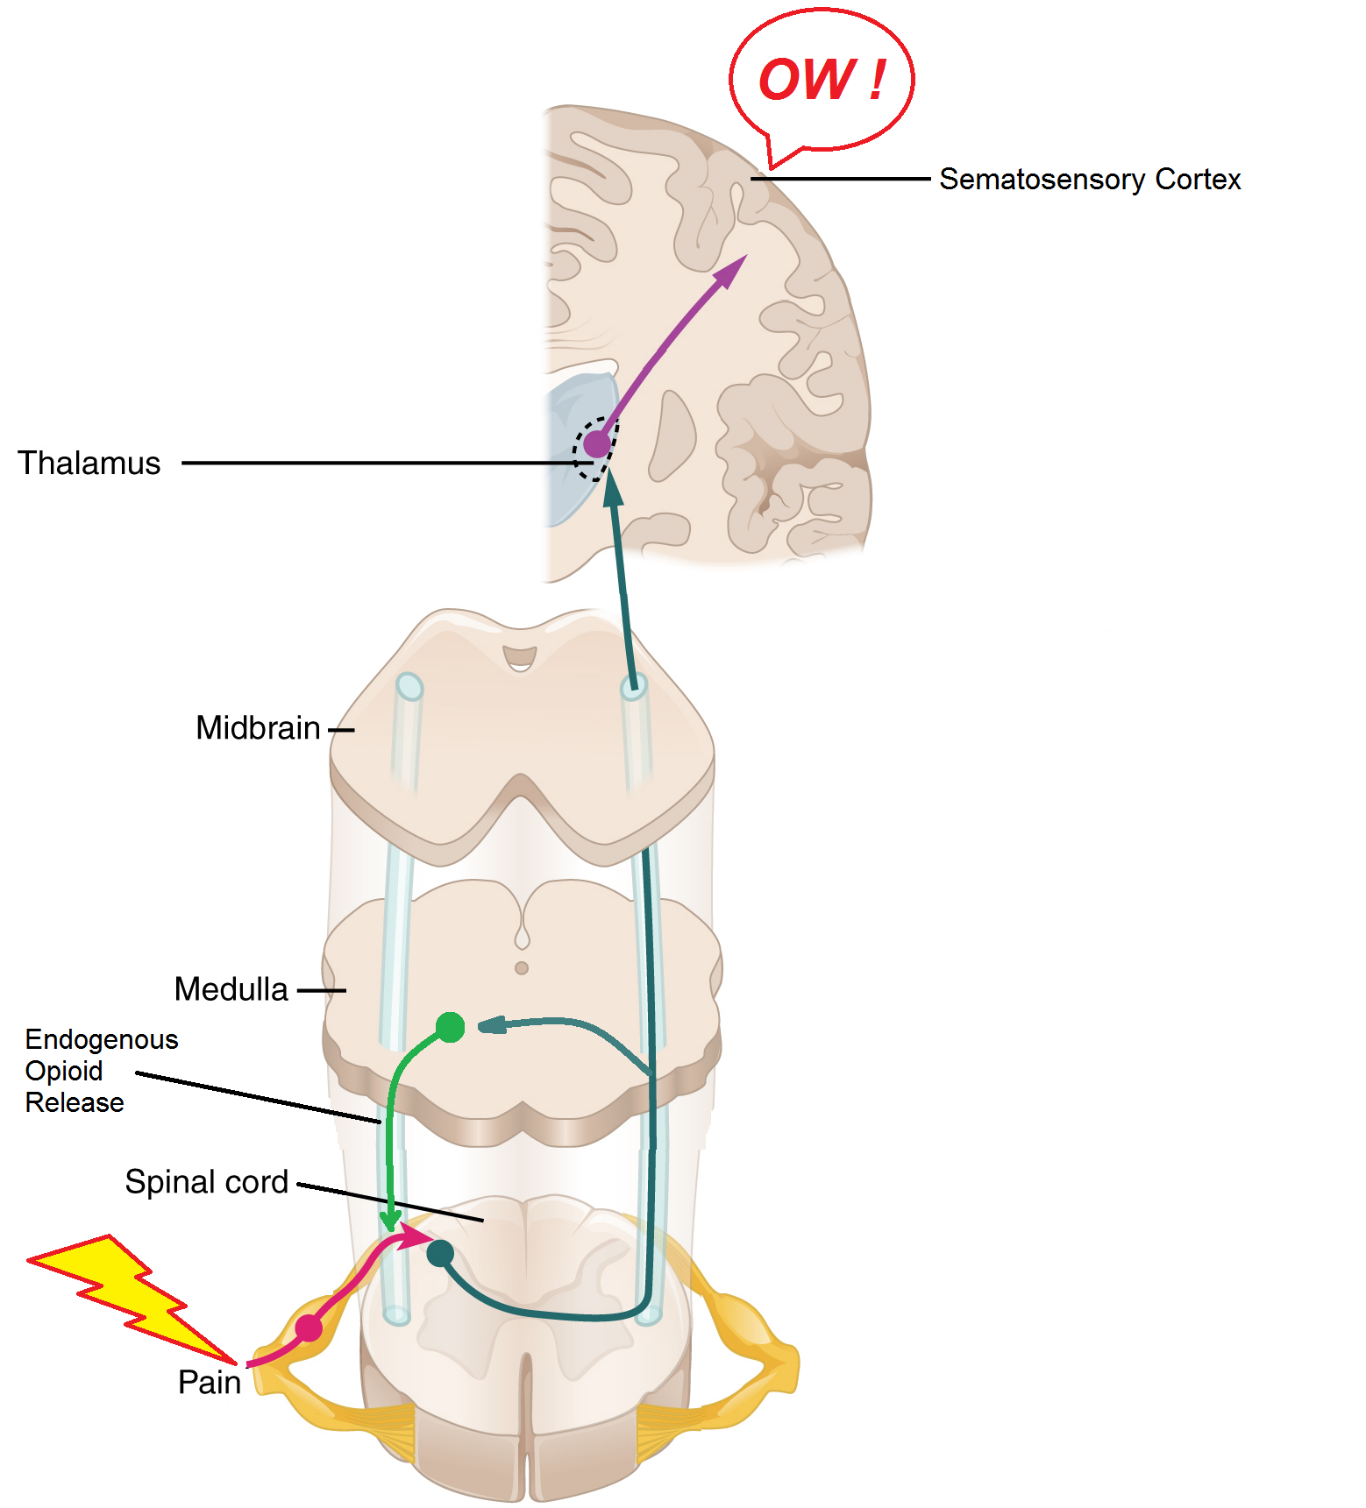 OW !
Sematosensory Cortex
Thalamus
Midbrain
Medulla
Endogenous
Opioid
Release
Spinal cord
Pain